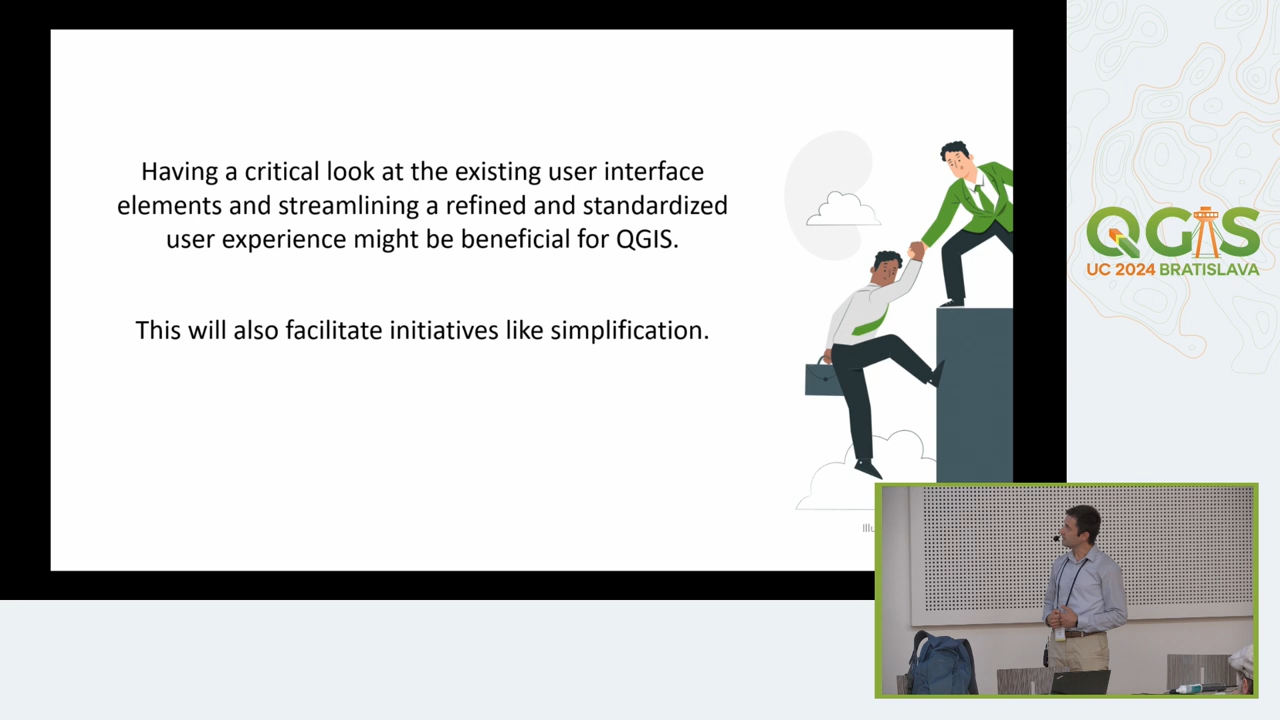 Having a critical look at the existing user interface
elements and streamlining a refined and standardized
user experience might be beneficial for QGIS.
This will also facilitate initiatives like simplification.
QGIS
UC 2024 BRATISLAVA